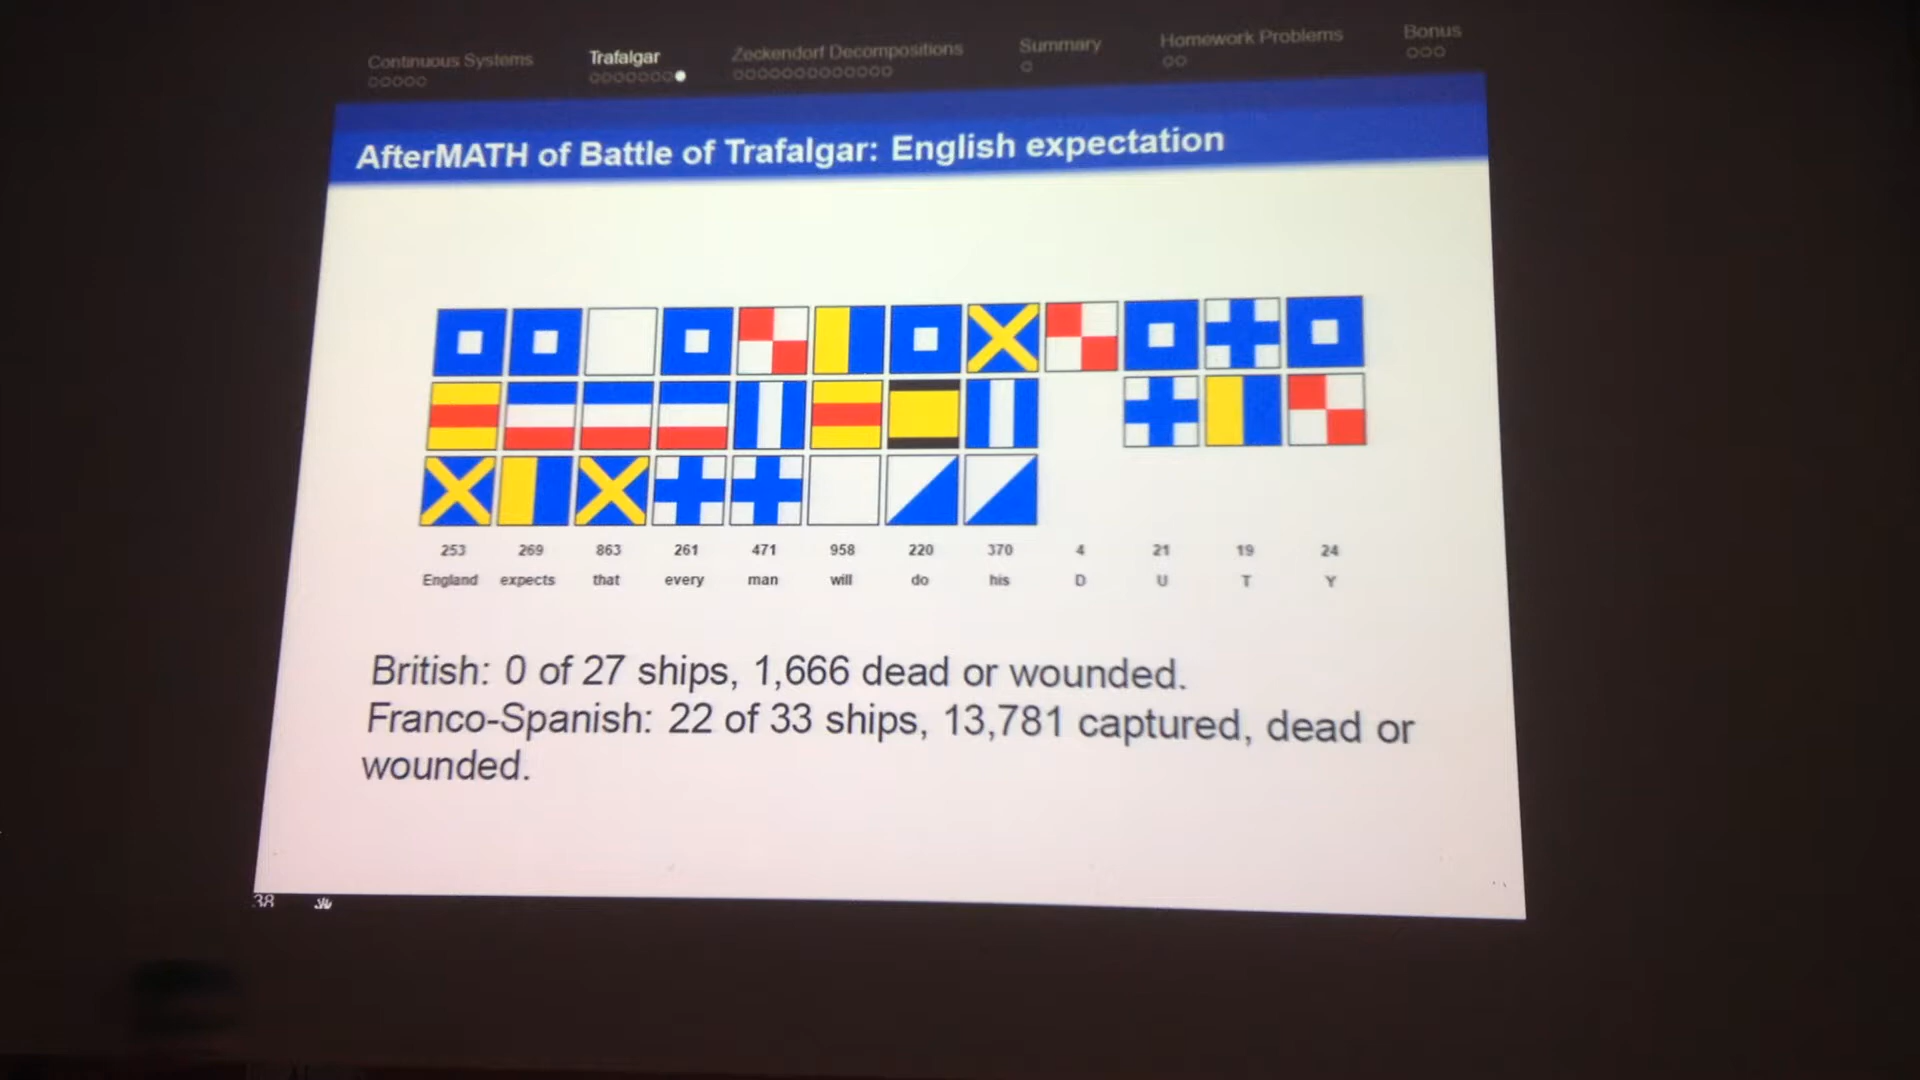 Continuous Systems Trafalgar Zeckendorf Decompositions Summary Homework Problems Bonus
AfterMATH of Battle of Trafalgar: English expectation
253 269 863 261 471 958 220 370 4 21 19 24
England expects that every man will do his D U T Y
British: 0 of 27 ships, 1,666 dead or wounded.
Franco-Spanish: 22 of 33 ships, 13,781 captured, dead or
wounded.
38